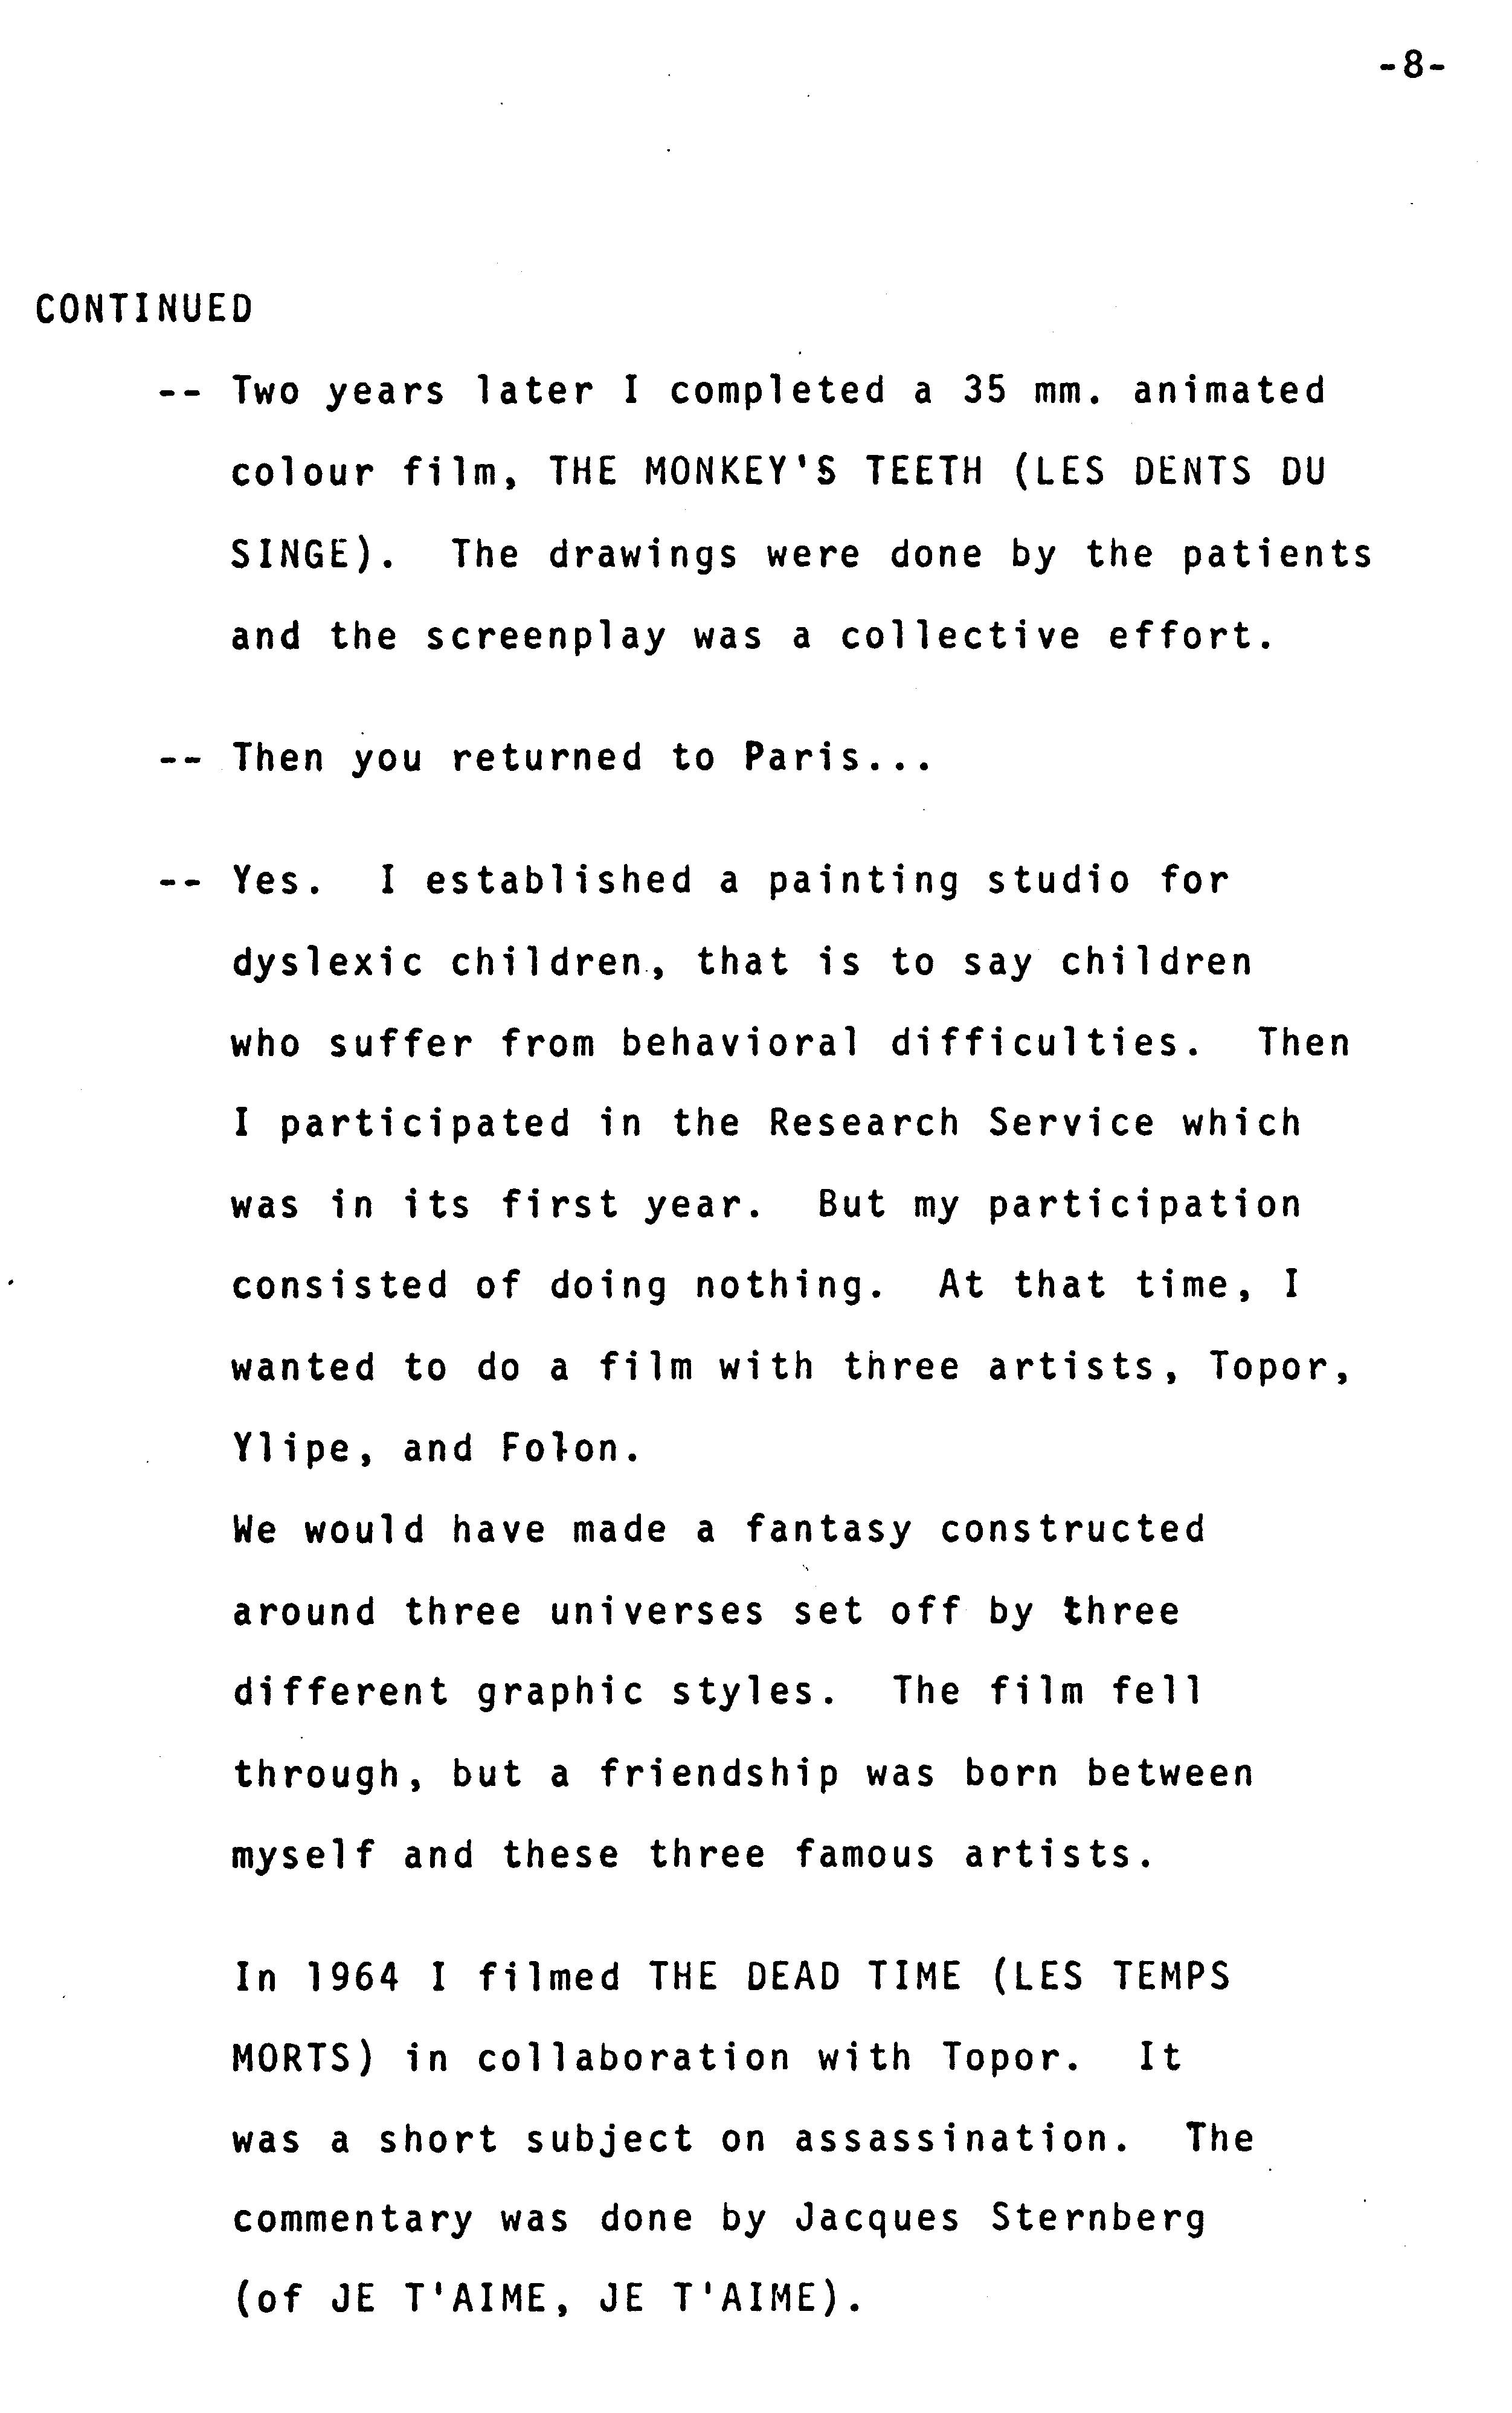 -8-
CONTINUED
-- Two years later I completed a 35 mm. animated
colour film, THE MONKEY'S TEETH (LES DENTS DU
SINGE). The drawings were done by the patients
and the screenplay was a collective effort.
-- Then you returned to Paris...
-- Yes. I established a painting studio for
dyslexic children, that is to say children
who suffer from behavioral difficulties. Then
I participated in the Research Service which
was in its first year. But my participation
consisted of doing nothing. At that time, I
wanted to do a film with three artists, Topor,
Ylipe, and Folon.
We would have made a fantasy constructed
around three universes set off by three
different graphic styles. The film fell
through, but a friendship was born between
myself and these three famous artists.
In 1964 I filmed THE DEAD TIME (LES TEMPS
MORTS) in collaboration with Topor. It
was a short subject on assassination. The
commentary was done by Jacques Sternberg
(of JE T'AIME, JE T'AIME).